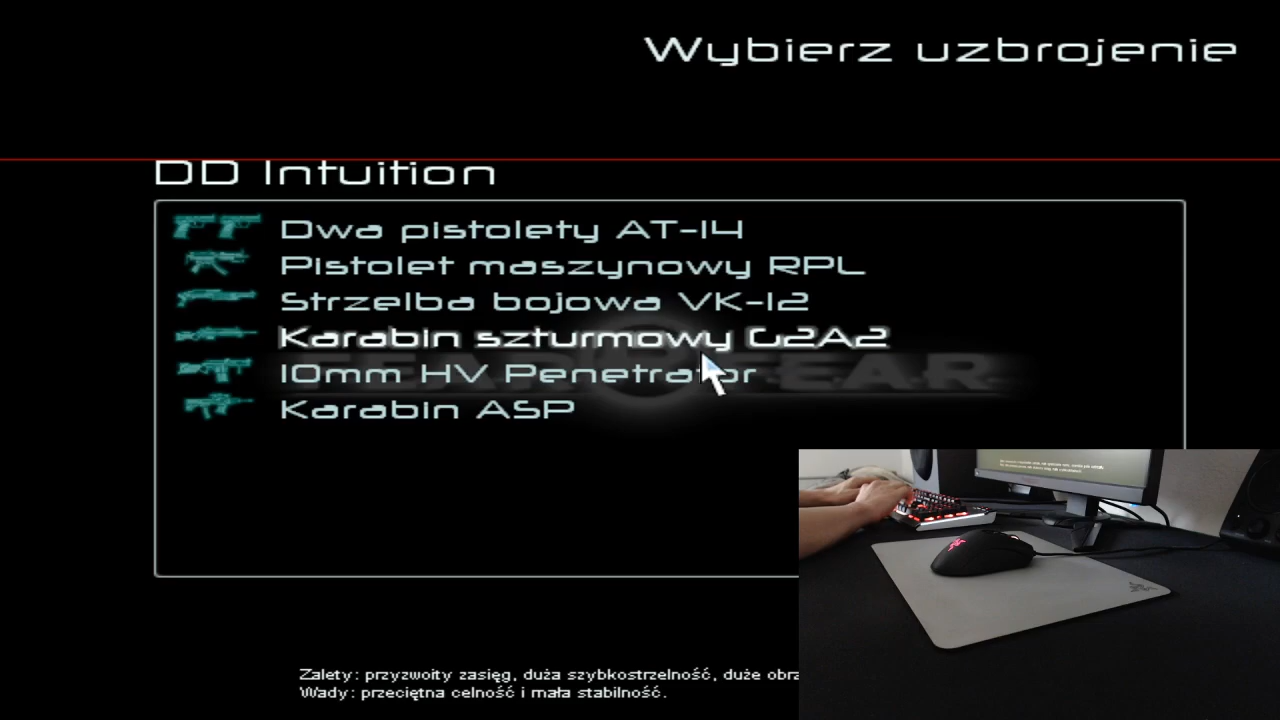 Wybierz uzbrojenie
DD Intuition
Dwa pistolety AT-14
Pistolet maszynowy RPL
Strzelba bojowa VK-12
Karabin szturmowy G2A2
10mm HV Penetrator
Karabin ASP
Zalety: przyzwoity zasięg, duża szybkostrzelność, duże
Wady: przeciętna celność i mała stabilność.